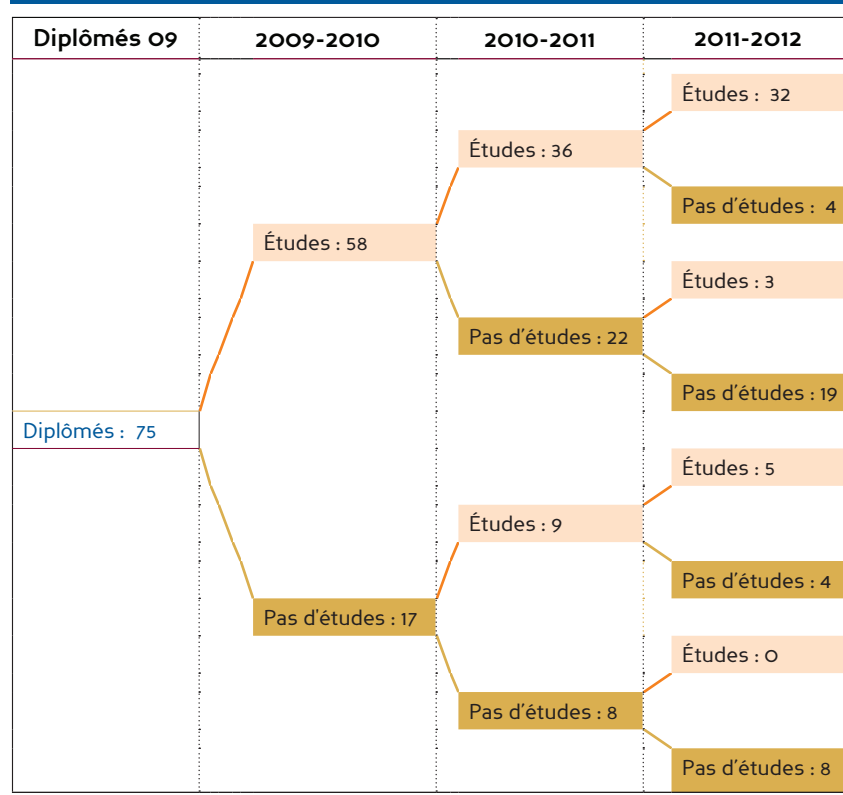 Diplômés 09 2009-2010 2010-2011 2011-2012
Études : 32
Études : 36
Pas d'études : 4
Études : 58
Études : 3
Pas d'études : 22
Pas d'études : 19
Diplômés : 75
Études : 5
Études : 9
Pas d'études : 4
Pas d'études : 17
Études : 0
Pas d'études : 8
Pas d'études : 8